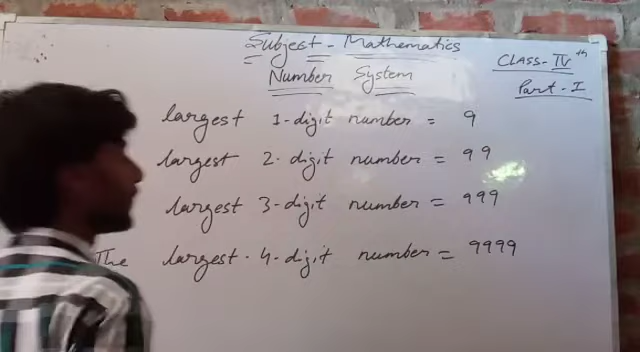 Subject - Mathematics
CLASS - IV th
Number System
Part - I
largest 1-digit number = 9
largest 2-digit number = 99
largest 3-digit number = 999
The largest 4-digit number = 9999